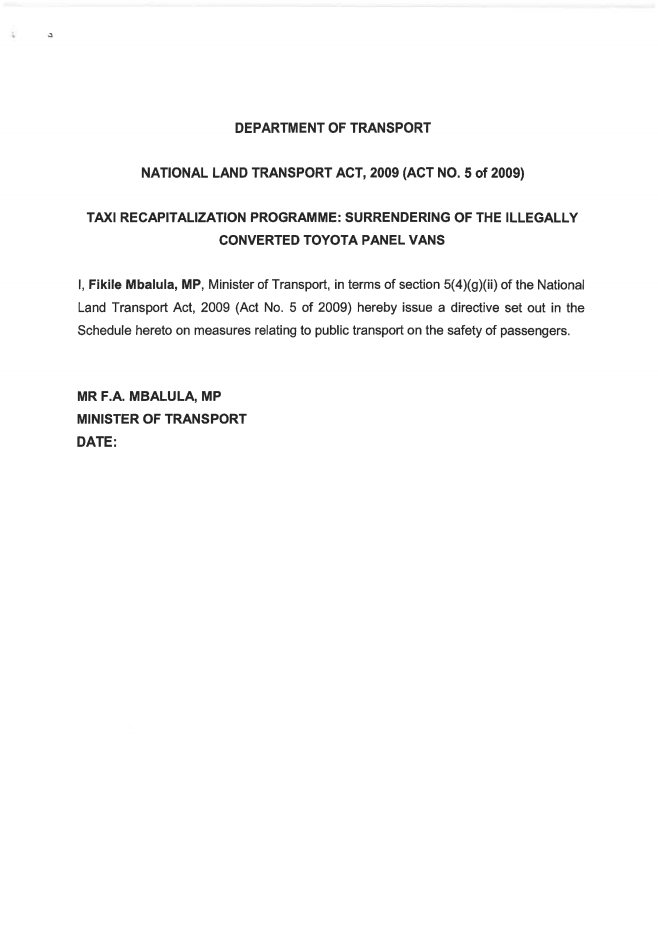 DEPARTMENT OF TRANSPORT
NATIONAL LAND TRANSPORT ACT, 2009 (ACT NO. 5 of 2009)
TAXI RECAPITALIZATION PROGRAMME: SURRENDERING OF THE ILLEGALLY
CONVERTED TOYOTA PANEL VANS
I, Fikile Mbalula, MP, Minister of Transport, in terms of section 5(4)(g)(ii) of the National
Land Transport Act, 2009 (Act No. 5 of 2009) hereby issue a directive set out in the
Schedule hereto on measures relating to public transport on the safety of passengers.
MR F.A. MBALULA, MP
MINISTER OF TRANSPORT
DATE: